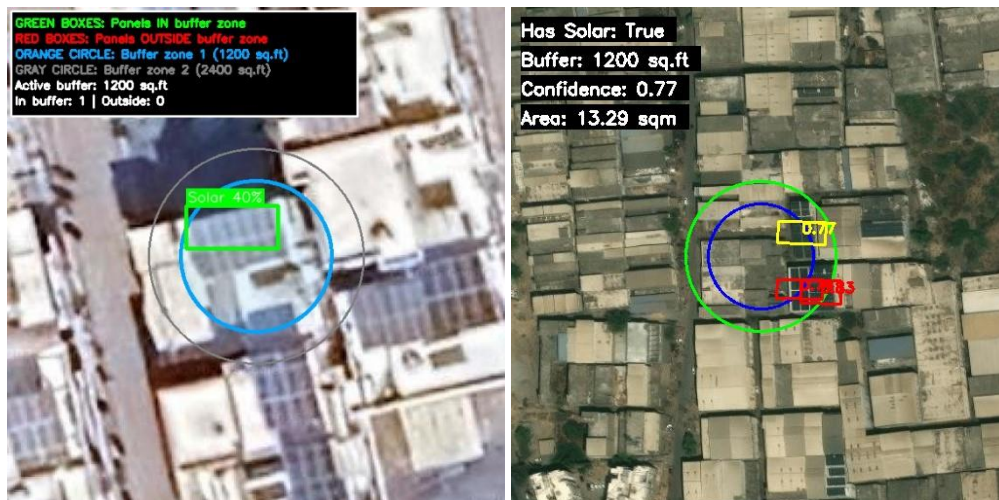 GREEN BOXES: Panels IN buffer zone
RED BOXES: Panels OUTSIDE buffer zone
ORANGE CIRCLE: Buffer zone 1 (1200 sq.ft)
GRAY CIRCLE: Buffer zone 2 (2400 sq.ft)
Active buffer: 1200 sq.ft
In buffer: 1 | Outside: 0
Solar 40%
Has Solar: True
Buffer: 1200 sq.ft
Confidence: 0.77
Area: 13.29 sqm
0.77